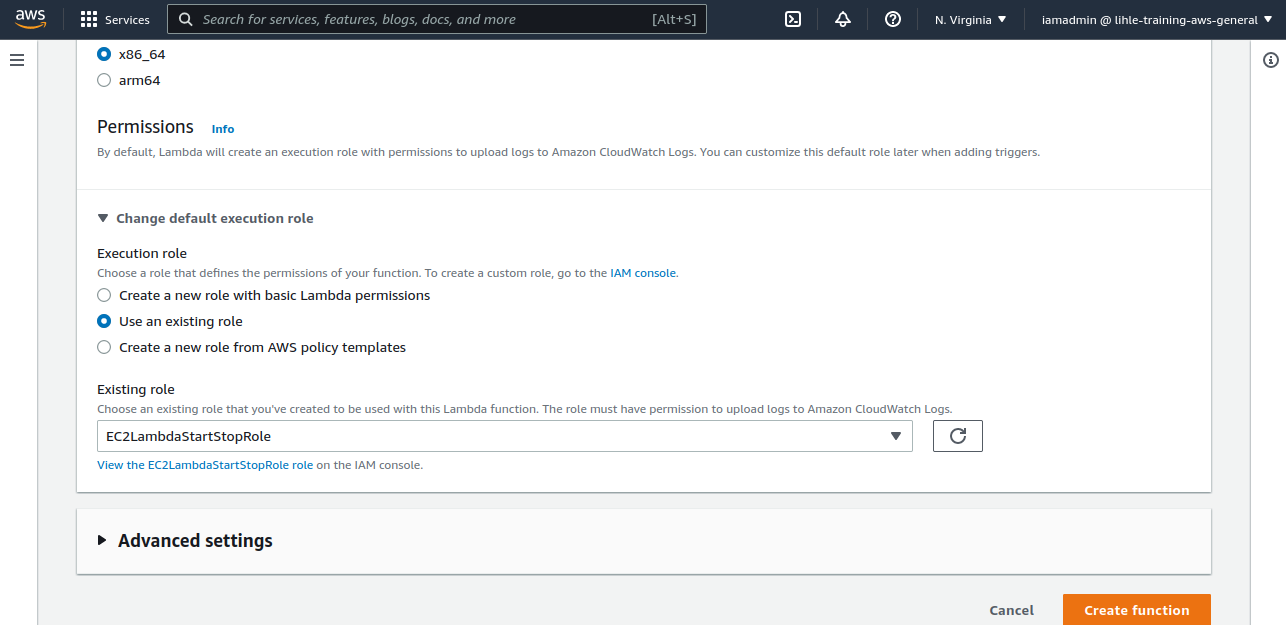 aws Services Search for services, features, blogs, docs, and more [Alt+S] N. Virginia iamadmin @ lihle-training-aws-general
x86_64
arm64
Permissions Info
By default, Lambda will create an execution role with permissions to upload logs to Amazon CloudWatch Logs. You can customize this default role later when adding triggers.
Change default execution role
Execution role
Choose a role that defines the permissions of your function. To create a custom role, go to the IAM console.
Create a new role with basic Lambda permissions
Use an existing role
Create a new role from AWS policy templates
Existing role
Choose an existing role that you've created to be used with this Lambda function. The role must have permission to upload logs to Amazon CloudWatch Logs.
EC2LambdaStartStopRole
View the EC2LambdaStartStopRole role on the IAM console.
Advanced settings
Cancel Create function